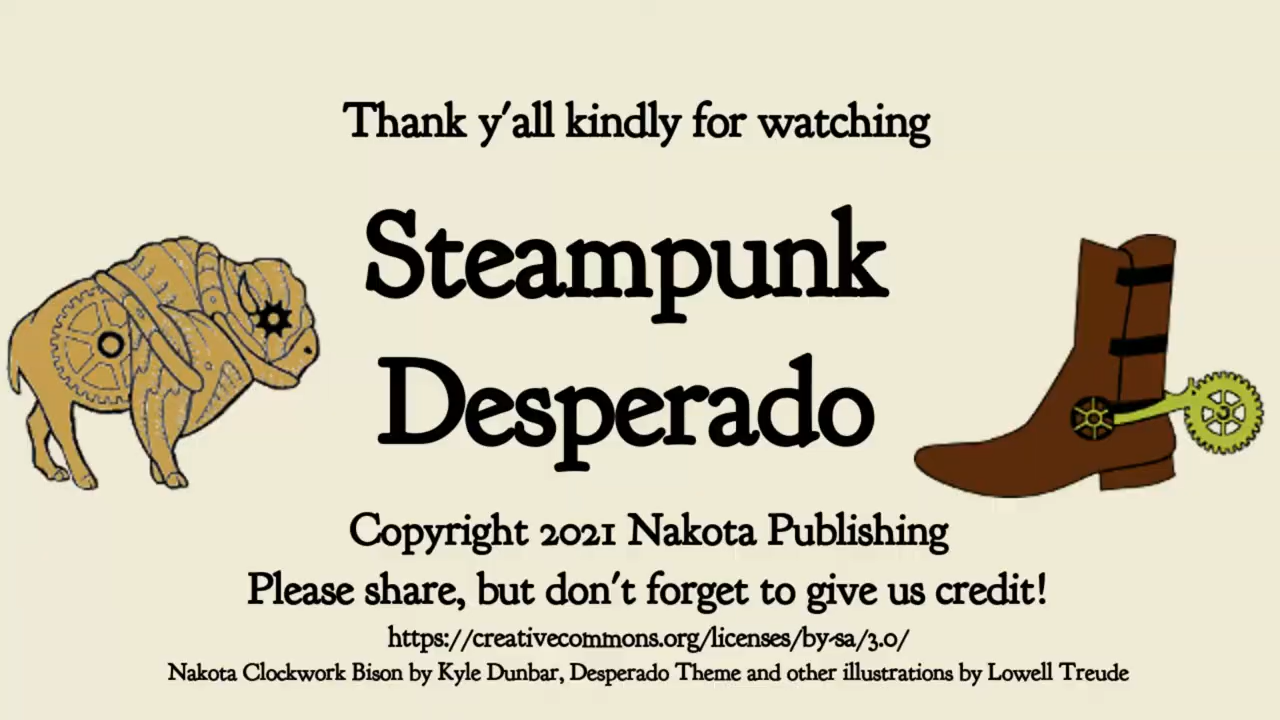 Thank y'all kindly for watching
Steampunk
Desperado
Copyright 2021 Nakota Publishing
Please share, but don't forget to give us credit!
https://creativecommons.org/licenses/by-sa/3.0/
Nakota Clockwork Bison by Kyle Dunbar, Desperado Theme and other illustrations by Lowell Treude